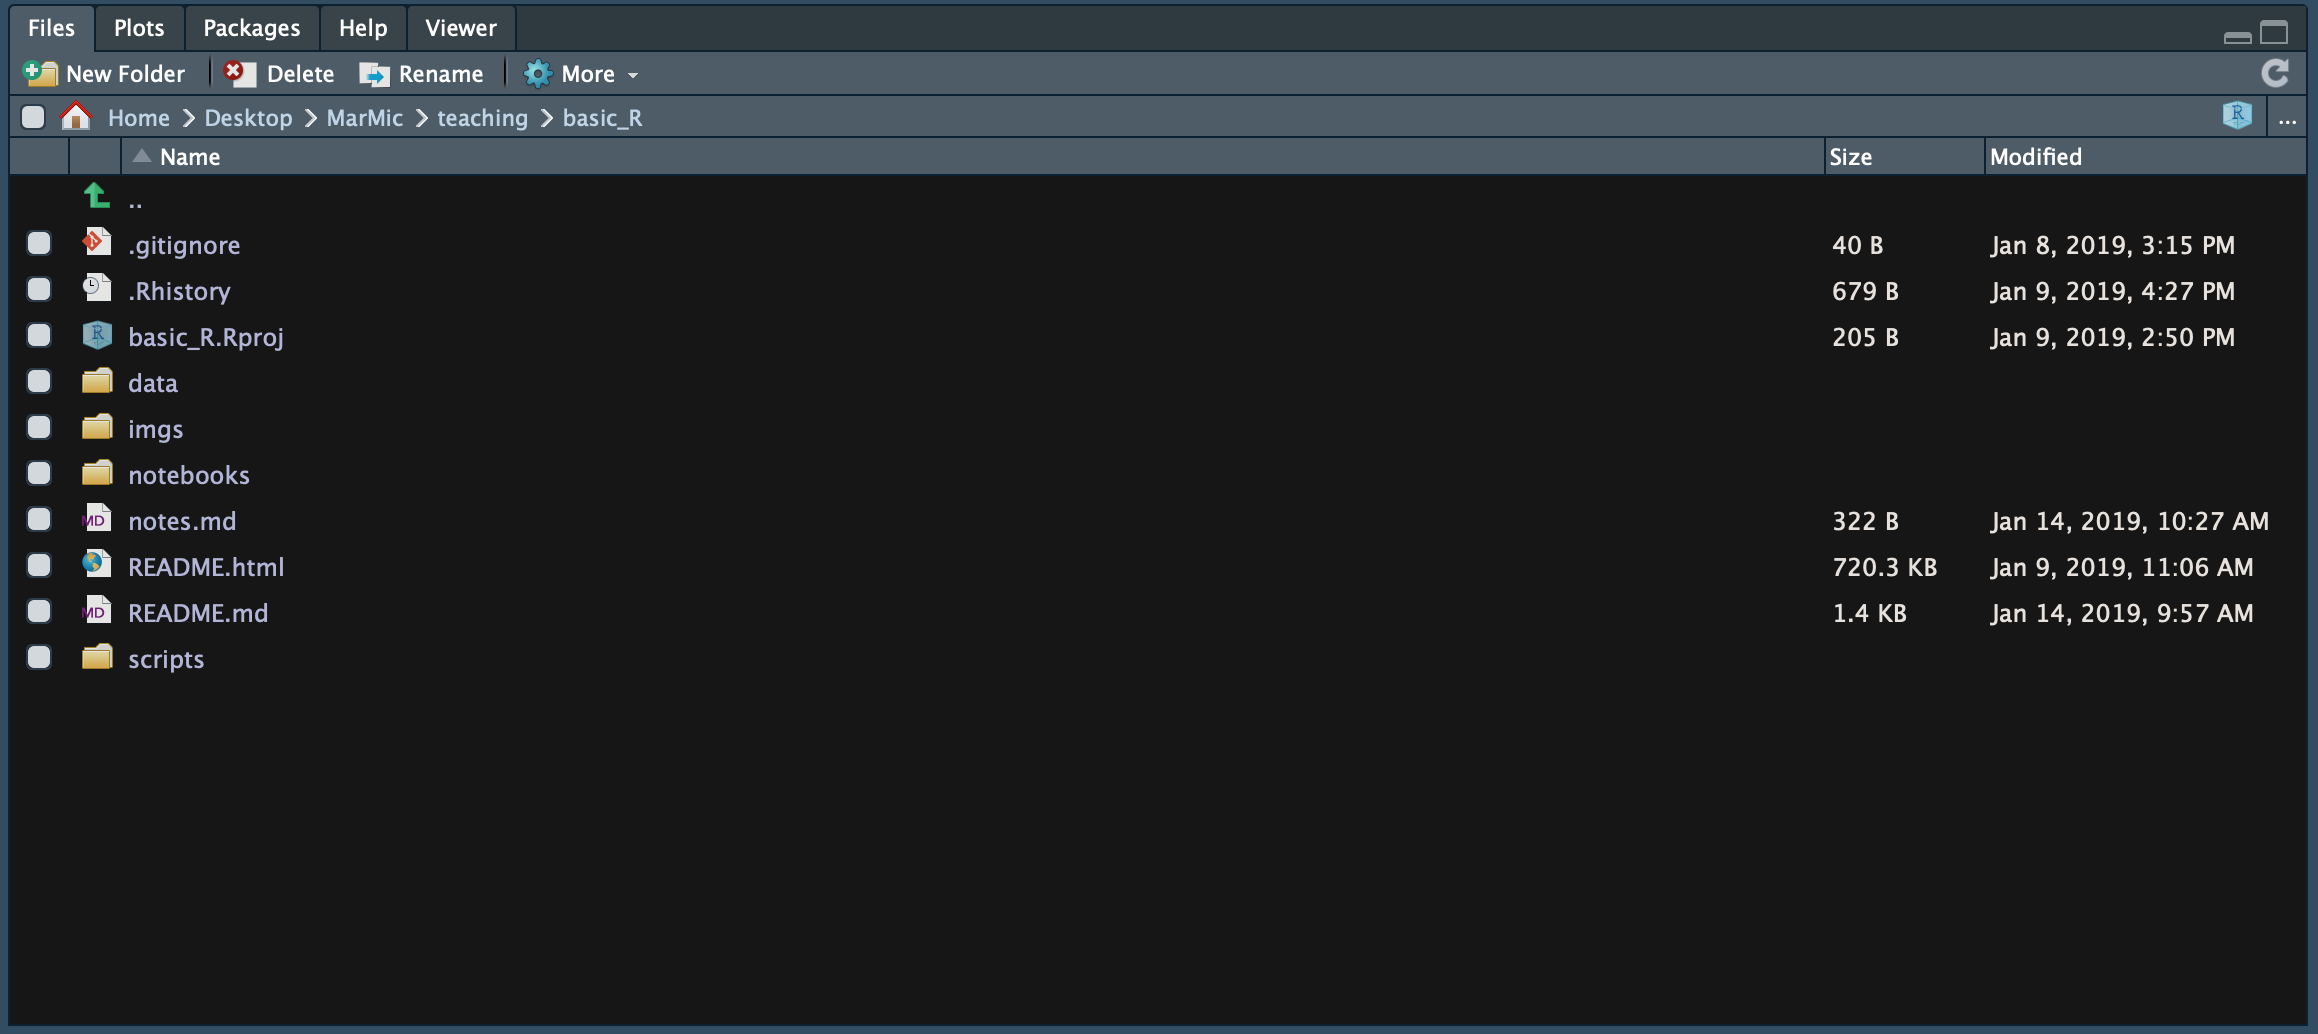 Files Plots Packages Help Viewer
New Folder Delete Rename More
Home Desktop MarMic teaching basic_R R ...
Name Size Modified
..
.gitignore 40 B Jan 8, 2019, 3:15 PM
.Rhistory 679 B Jan 9, 2019, 4:27 PM
R basic_R.Rproj 205 B Jan 9, 2019, 2:50 PM
data
imgs
notebooks
MD notes.md 322 B Jan 14, 2019, 10:27 AM
README.html 720.3 KB Jan 9, 2019, 11:06 AM
MD README.md 1.4 KB Jan 14, 2019, 9:57 AM
scripts